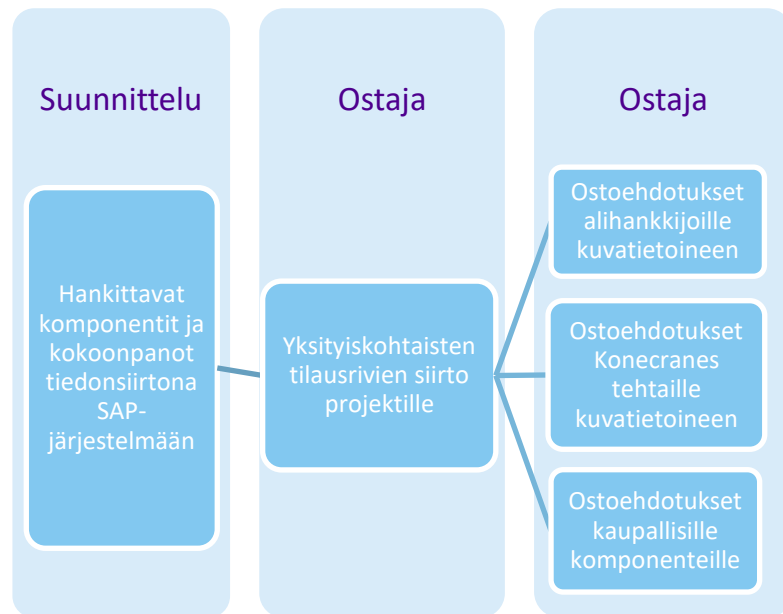 Suunnittelu
Hankittavat
komponentit ja
kokoonpanot
tiedonsiirtona
SAP-
järjestelmään
Ostaja
Yksityiskohtaisten
tilausrivien siirto
projektille
Ostaja
Ostoehdotukset
alihankkijoille
kuvatietoineen
Ostoehdotukset
Konecranes
tehtaille
kuvatietoineen
Ostoehdotukset
kaupallisille
komponenteille